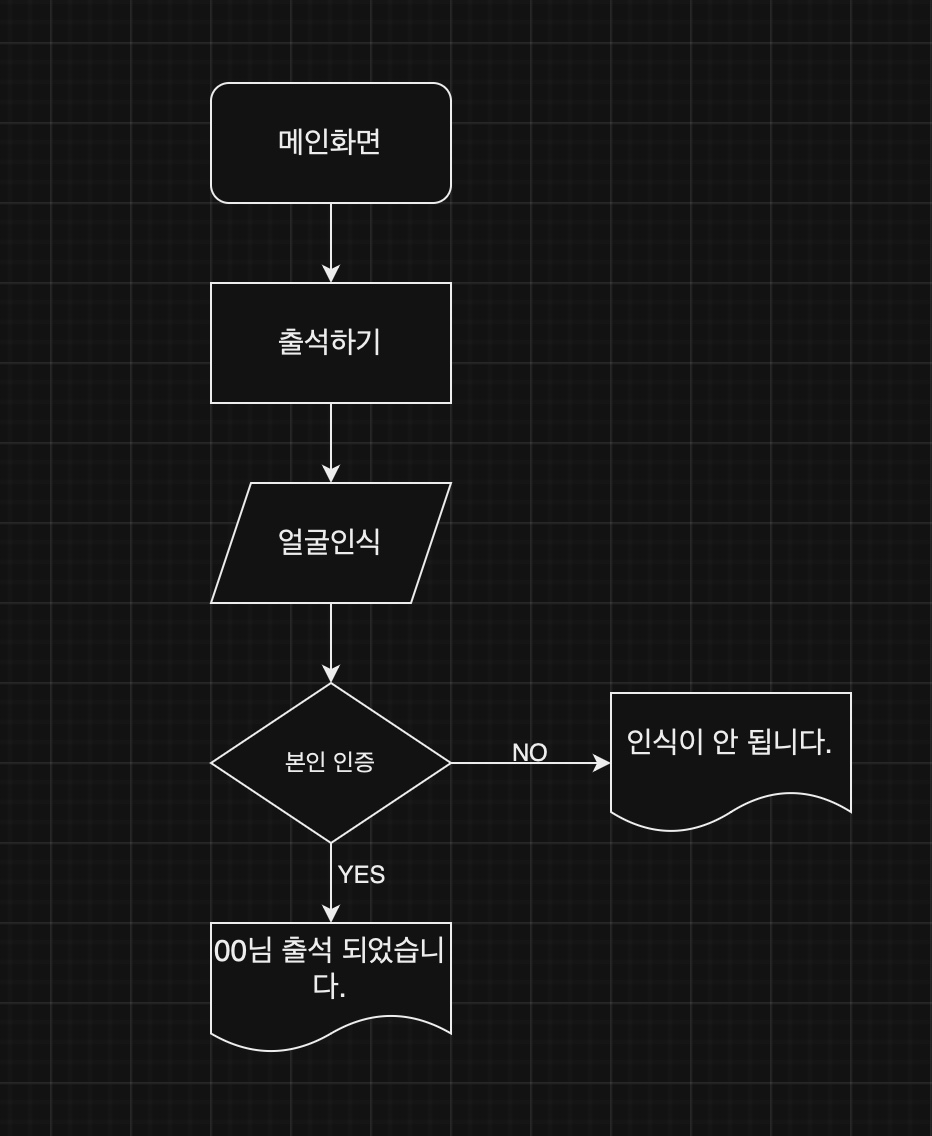 메인화면
출석하기
얼굴인식
본인 인증
NO
인식이 안 됩니다.
YES
00님 출석 되었습니
다.